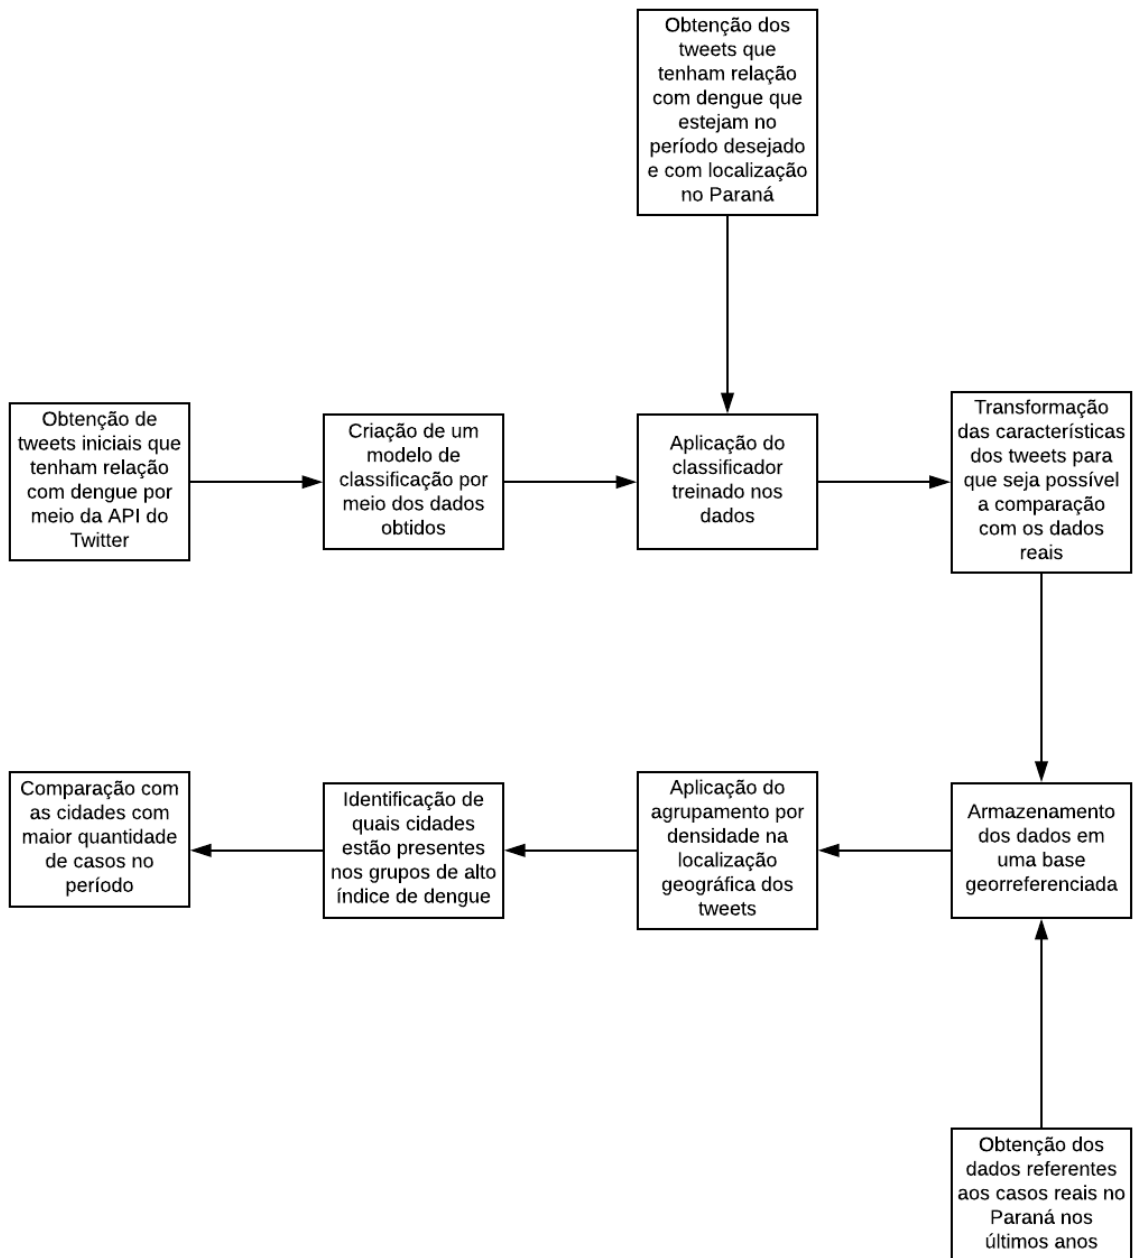 Obtenção dos
tweets que
tenham relação
com dengue que
estejam no
período desejado
e com localização
no Paraná
Obtenção de
tweets iniciais que
tenham relação
com dengue por
meio da API do
Twitter
Criação de um
modelo de
classificação por
meio dos dados
obtidos
Aplicação do
classificador
treinado nos
dados
Transformação
das características
dos tweets para
que seja possível
a comparação
com os dados
reais
Comparação com
as cidades com
maior quantidade
de casos no
período
Identificação de
quais cidades
estão presentes
nos grupos de alto
índice de dengue
Aplicação do
agrupamento por
densidade na
localização
geográfica dos
tweets
Armazenamento
dos dados em
uma base
georreferenciada
Obtenção dos
dados referentes
aos casos reais no
Paraná nos
últimos anos